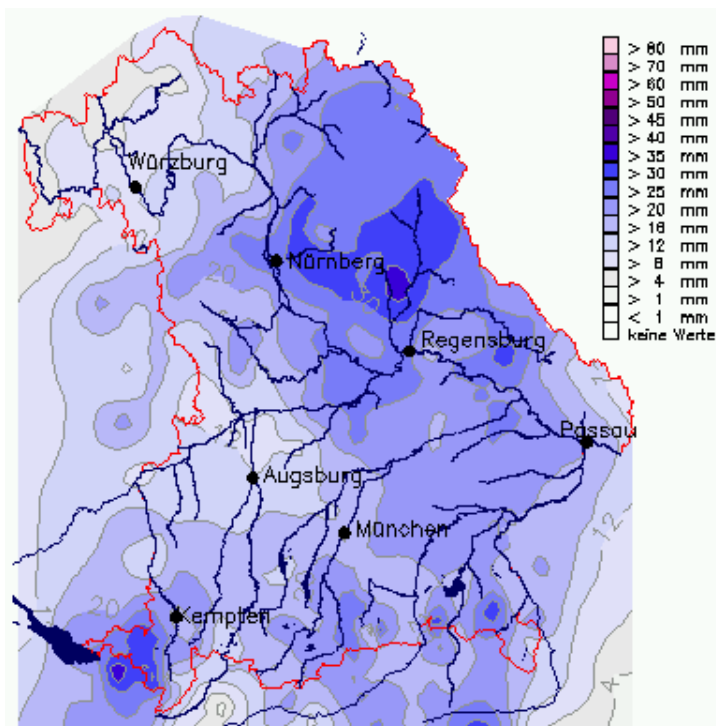 > 80 mm
> 70 mm
> 60 mm
> 50 mm
> 45 mm
> 40 mm
> 35 mm
> 30 mm
> 25 mm
> 20 mm
> 16 mm
> 12 mm
> 8 mm
> 4 mm
> 1 mm
< 1 mm
keine Werte
Würzburg
Nürnberg
20
Regensburg
Passau
Augsburg
München
12
20
Kempten
4